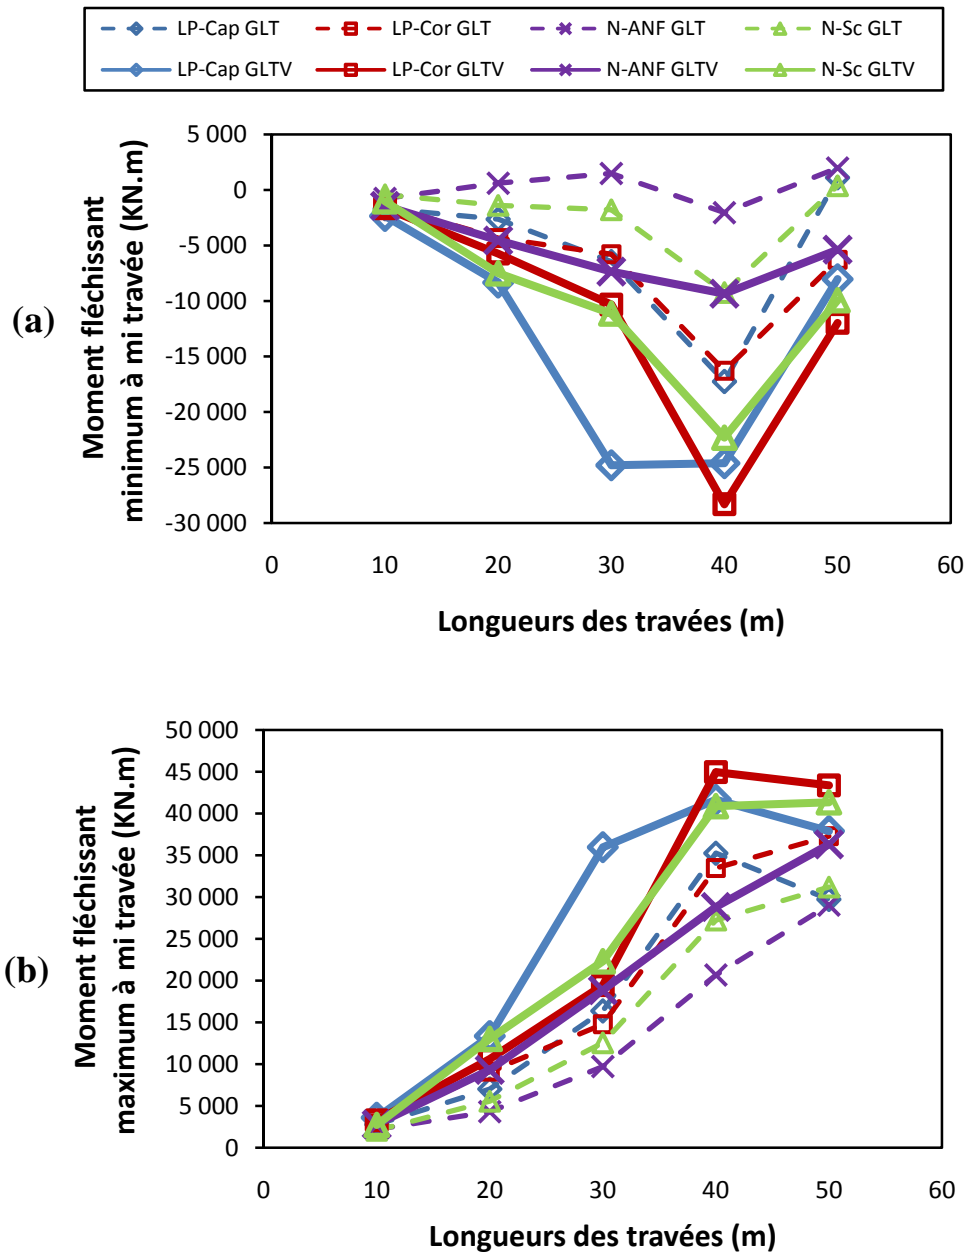 LP-Cap GLT LP-Cor GLT N-ANF GLT N-Sc GLT
LP-Cap GLTV LP-Cor GLTV N-ANF GLTV N-Sc GLTV
(a)
Moment fléchissant
minimum à mi travée (KN.m)
5 000
0
-5 000
-10 000
-15 000
-20 000
-25 000
-30 000
0 10 20 30 40 50 60
Longueurs des travées (m)
(b)
Moment fléchissant
maximum à mi travée (KN.m)
50 000
45 000
40 000
35 000
30 000
25 000
20 000
15 000
10 000
5 000
0
0 10 20 30 40 50 60
Longueurs des travées (m)